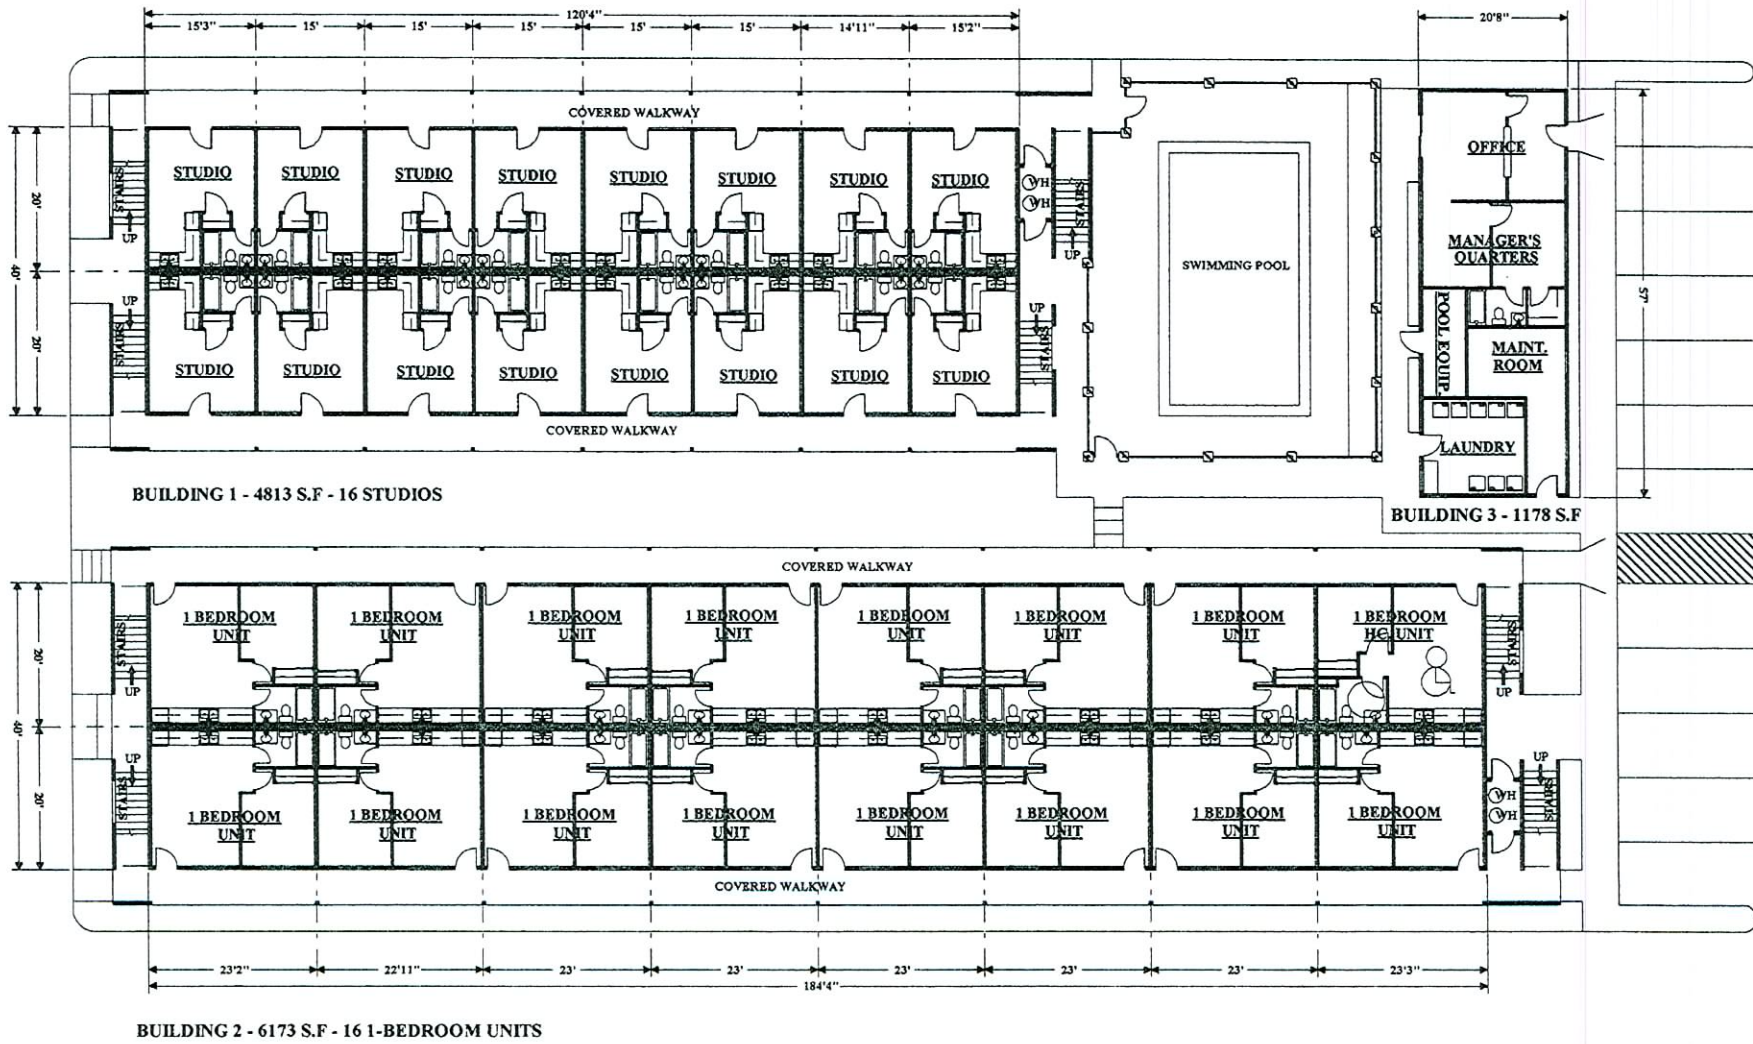 120'4"
20'8"
15'3"
15'
15'
15'
15'
15'
14'11"
15'2"
COVERED WALKWAY
STUDIO
STUDIO
STUDIO
STUDIO
STUDIO
STUDIO
STUDIO
STUDIO
OFFICE
20'
STAIRS
UP
WH
WH
STAIRS
UP
MANAGER'S
QUARTERS
40'
SWIMMING POOL
57'
20'
UP
STAIRS
UP
STAIRS
POOL EQUIP.
MAINT.
ROOM
STUDIO
STUDIO
STUDIO
STUDIO
STUDIO
STUDIO
STUDIO
STUDIO
COVERED WALKWAY
LAUNDRY
BUILDING 1 - 4813 S.F - 16 STUDIOS
BUILDING 3 - 1178 S.F
COVERED WALKWAY
1 BEDROOM
UNIT
1 BEDROOM
UNIT
1 BEDROOM
UNIT
1 BEDROOM
UNIT
1 BEDROOM
UNIT
1 BEDROOM
UNIT
1 BEDROOM
UNIT
1 BEDROOM
HC UNIT
20'
STAIRS
UP
STAIRS
UP
40'
20'
UP
STAIRS
UP
STAIRS
WH
WH
1 BEDROOM
UNIT
1 BEDROOM
UNIT
1 BEDROOM
UNIT
1 BEDROOM
UNIT
1 BEDROOM
UNIT
1 BEDROOM
UNIT
1 BEDROOM
UNIT
1 BEDROOM
UNIT
COVERED WALKWAY
23'2"
22'11"
23'
23'
23'
23'
23'
23'3"
184'4"
BUILDING 2 - 6173 S.F - 16 1-BEDROOM UNITS